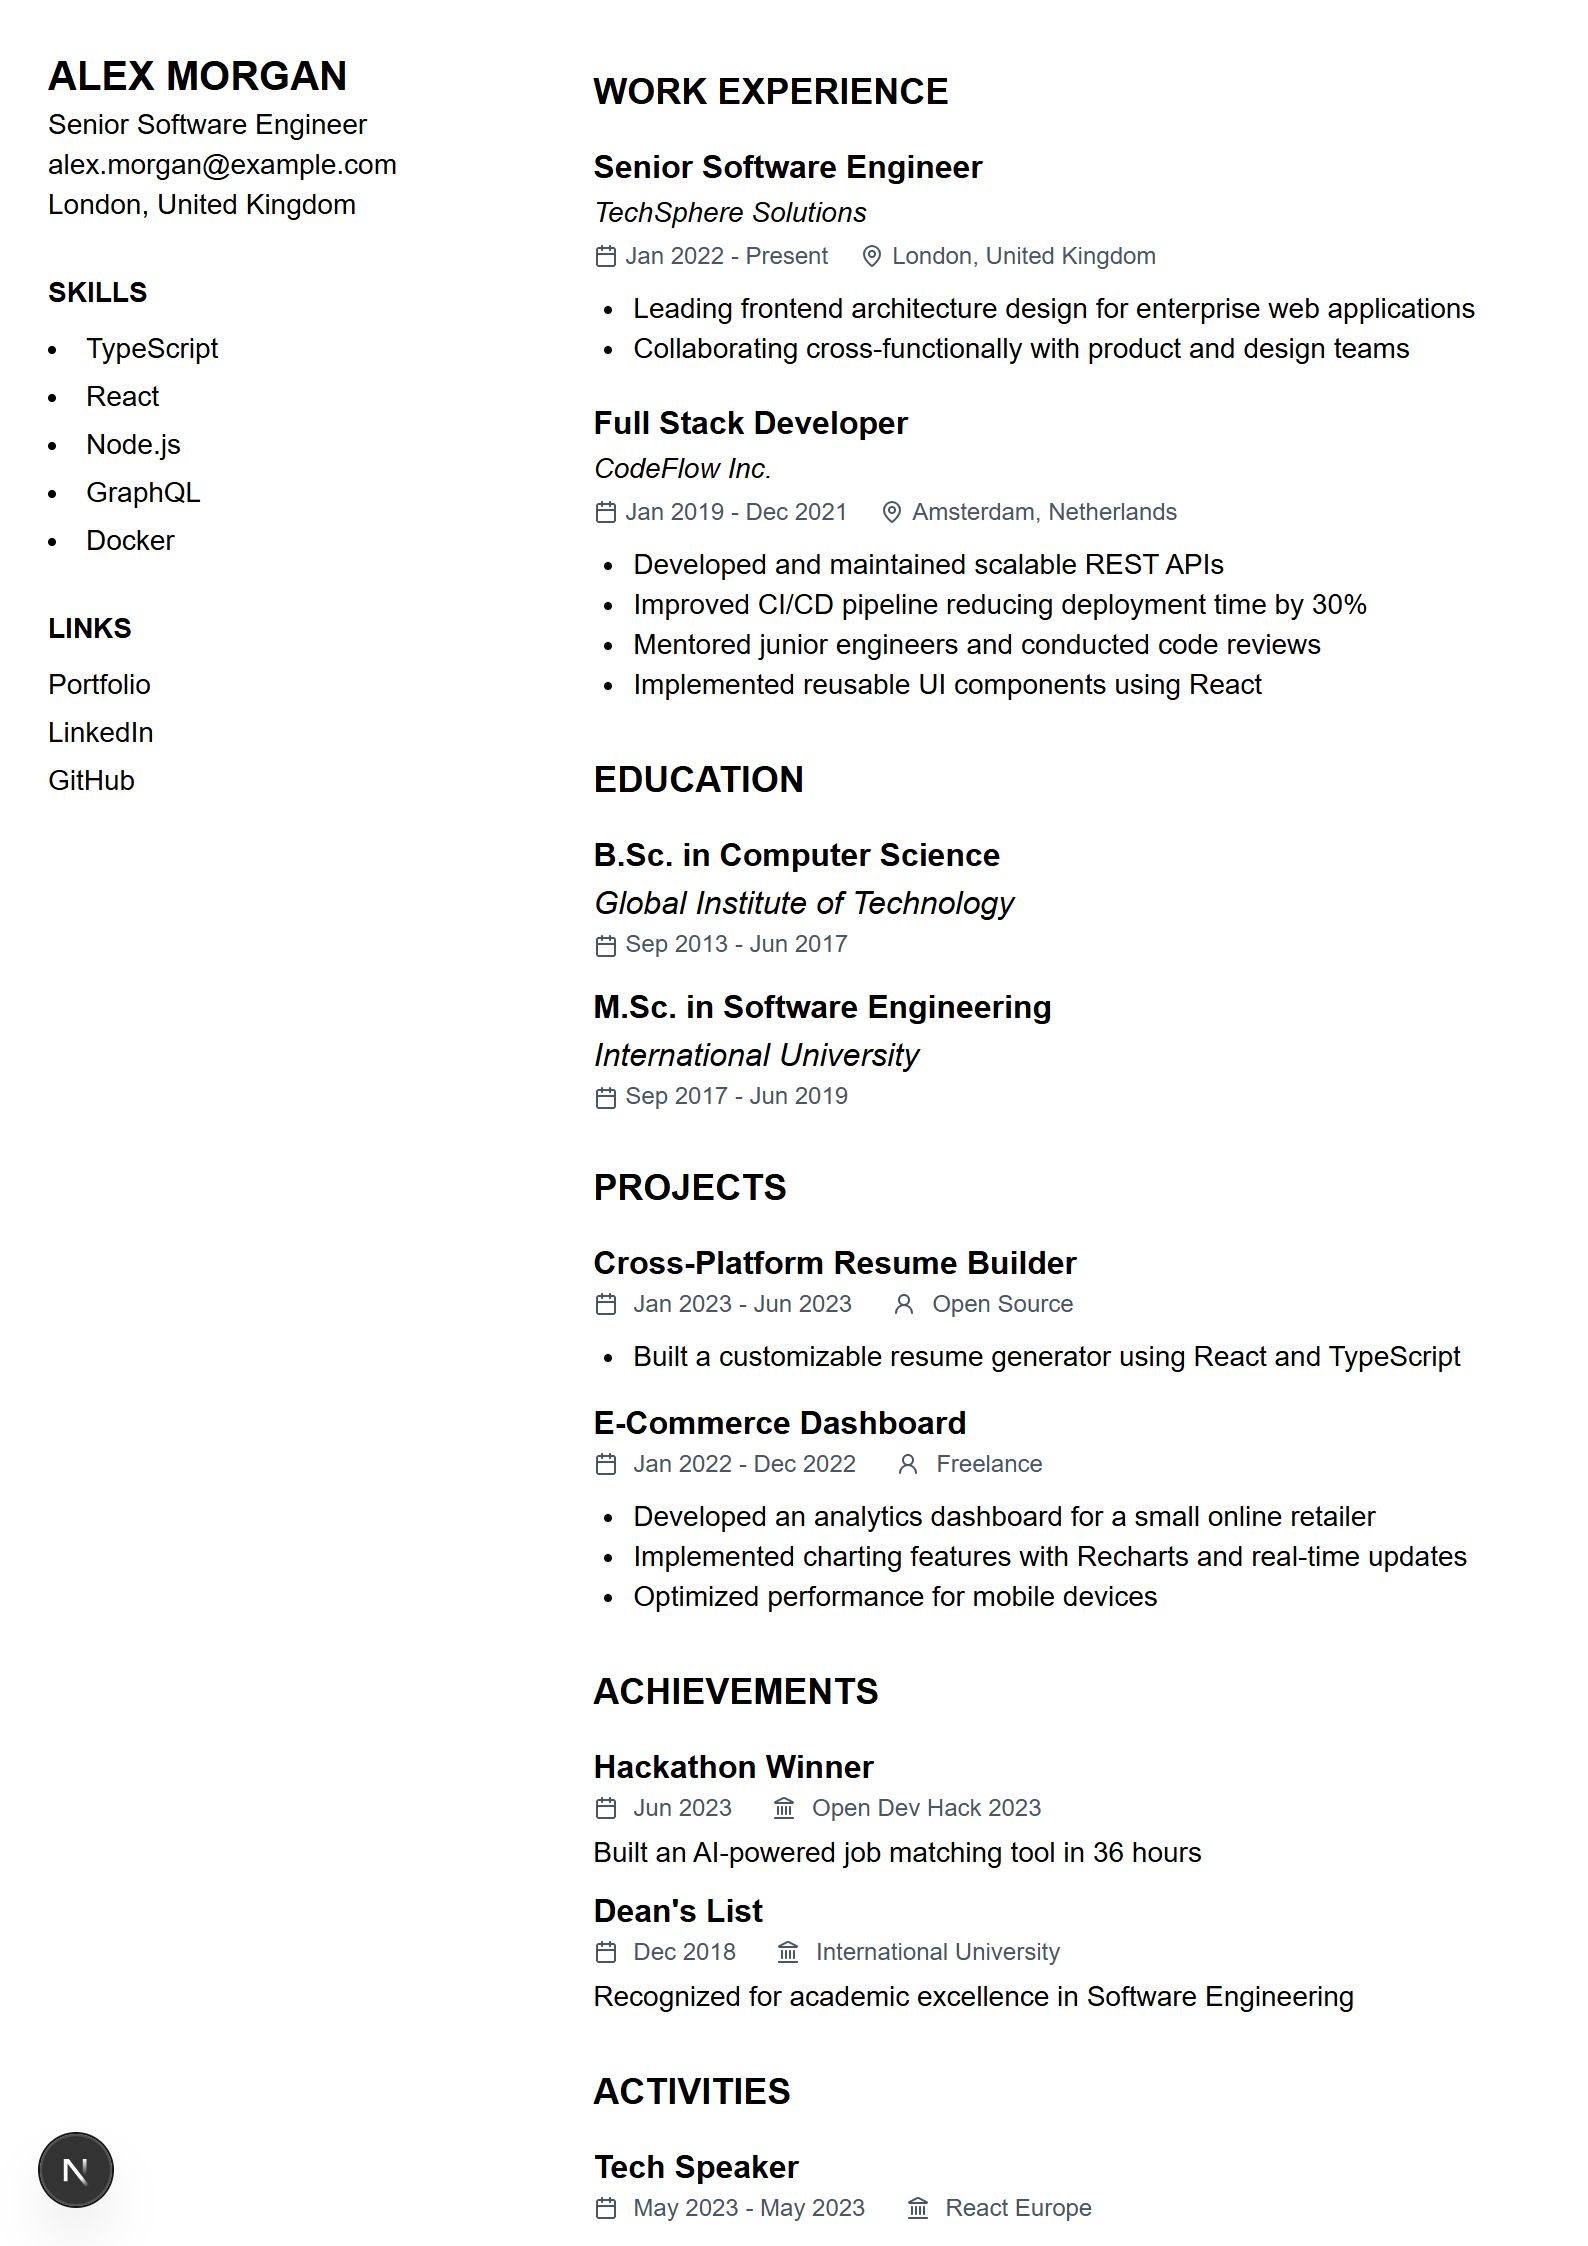 ALEX MORGAN
Senior Software Engineer
alex.morgan@example.com
London, United Kingdom
SKILLS
• TypeScript
• React
• Node.js
• GraphQL
• Docker
LINKS
Portfolio
LinkedIn
GitHub
WORK EXPERIENCE
Senior Software Engineer
TechSphere Solutions
Jan 2022 - Present London, United Kingdom
• Leading frontend architecture design for enterprise web applications
• Collaborating cross-functionally with product and design teams
Full Stack Developer
CodeFlow Inc.
Jan 2019 - Dec 2021 Amsterdam, Netherlands
• Developed and maintained scalable REST APIs
• Improved CI/CD pipeline reducing deployment time by 30%
• Mentored junior engineers and conducted code reviews
• Implemented reusable UI components using React
EDUCATION
B.Sc. in Computer Science
Global Institute of Technology
Sep 2013 - Jun 2017
M.Sc. in Software Engineering
International University
Sep 2017 - Jun 2019
PROJECTS
Cross-Platform Resume Builder
Jan 2023 - Jun 2023 Open Source
• Built a customizable resume generator using React and TypeScript
E-Commerce Dashboard
Jan 2022 - Dec 2022 Freelance
• Developed an analytics dashboard for a small online retailer
• Implemented charting features with Recharts and real-time updates
• Optimized performance for mobile devices
ACHIEVEMENTS
Hackathon Winner
Jun 2023 Open Dev Hack 2023
Built an AI-powered job matching tool in 36 hours
Dean's List
Dec 2018 International University
Recognized for academic excellence in Software Engineering
ACTIVITIES
Tech Speaker
May 2023 - May 2023 React Europe
N